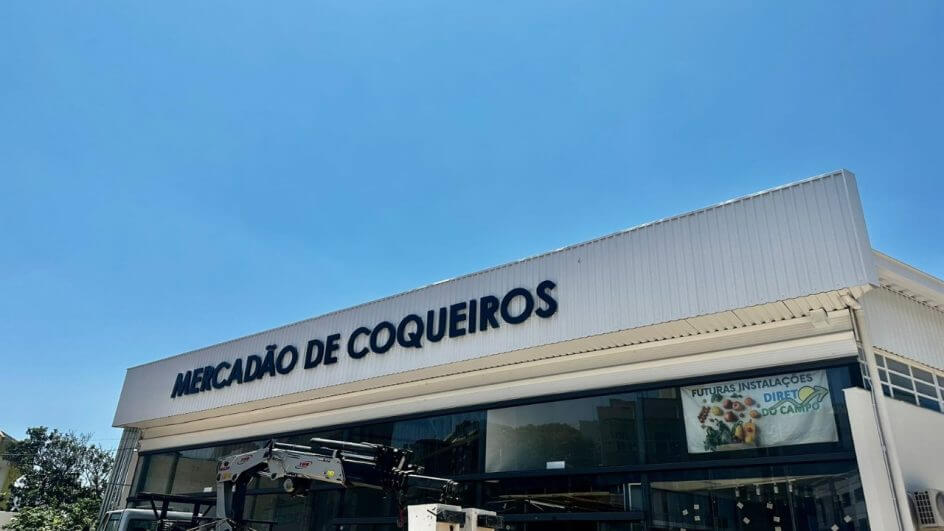 MERCADÃO DE COQUEIROS
FUTURAS INSTALAÇÕES
DIRETO
DO CAMPO